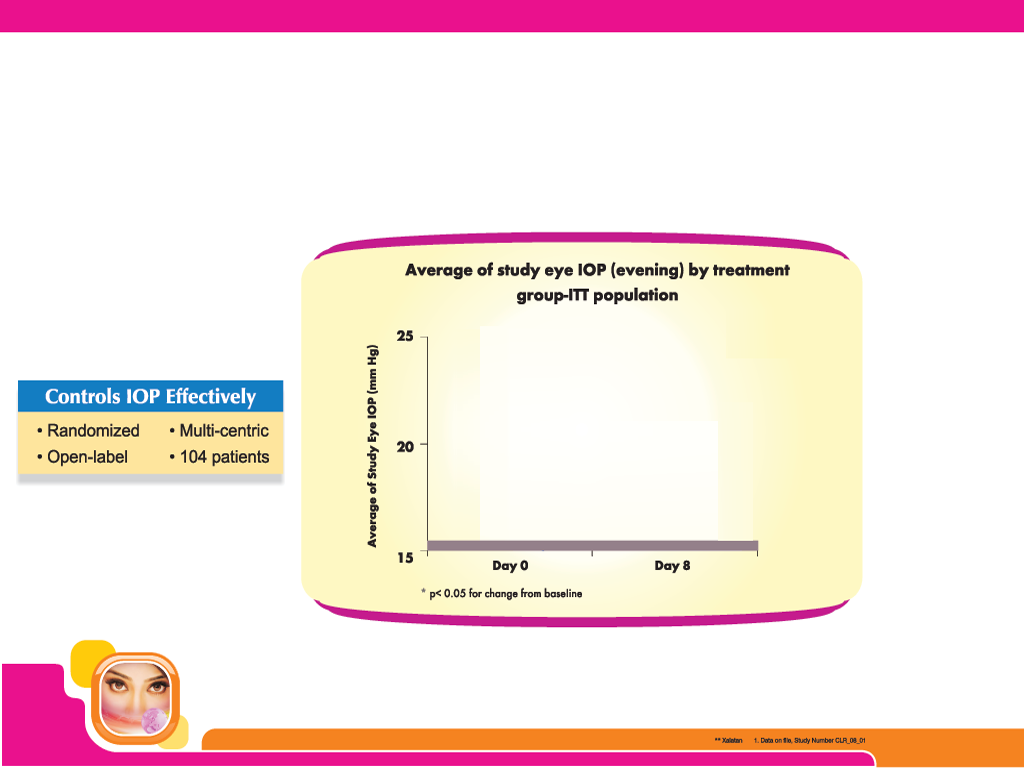 Average of study eye IOP (evening) by treatment
group-ITT population
Average of Study Eye IOP (mm Hg)
25
20
15
Day 0 Day 8
* p< 0.05 for change from baseline
Controls IOP Effectively
• Randomized • Multi-centric
• Open-label • 104 patients
** Xalatan 1. Data on file, Study Number CLR_08_01